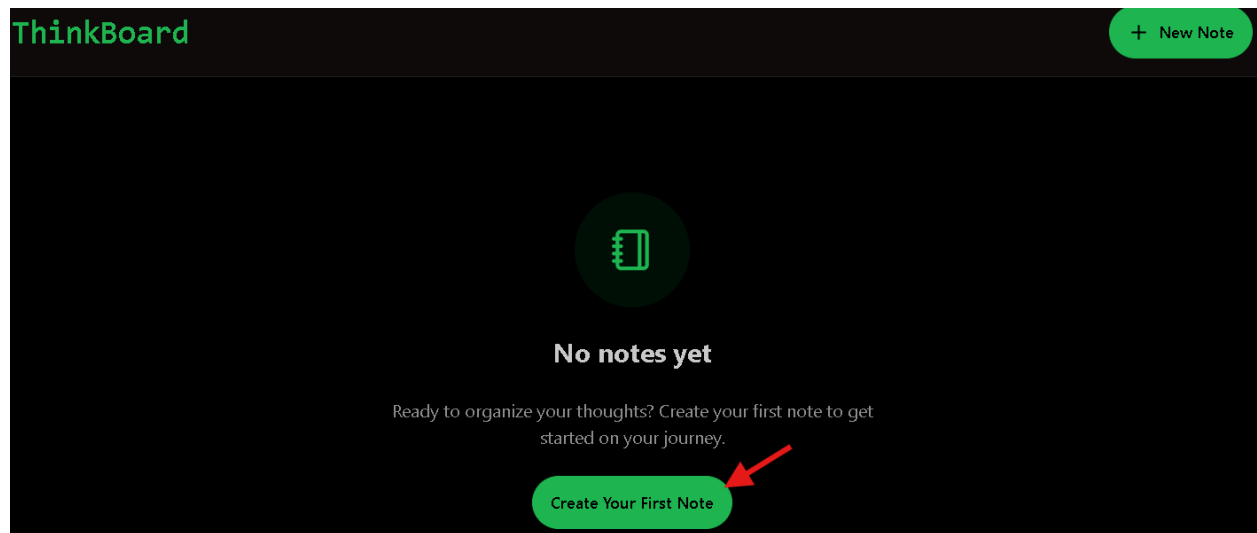 ThinkBoard
+ New Note
No notes yet
Ready to organize your thoughts? Create your first note to get
started on your journey.
Create Your First Note